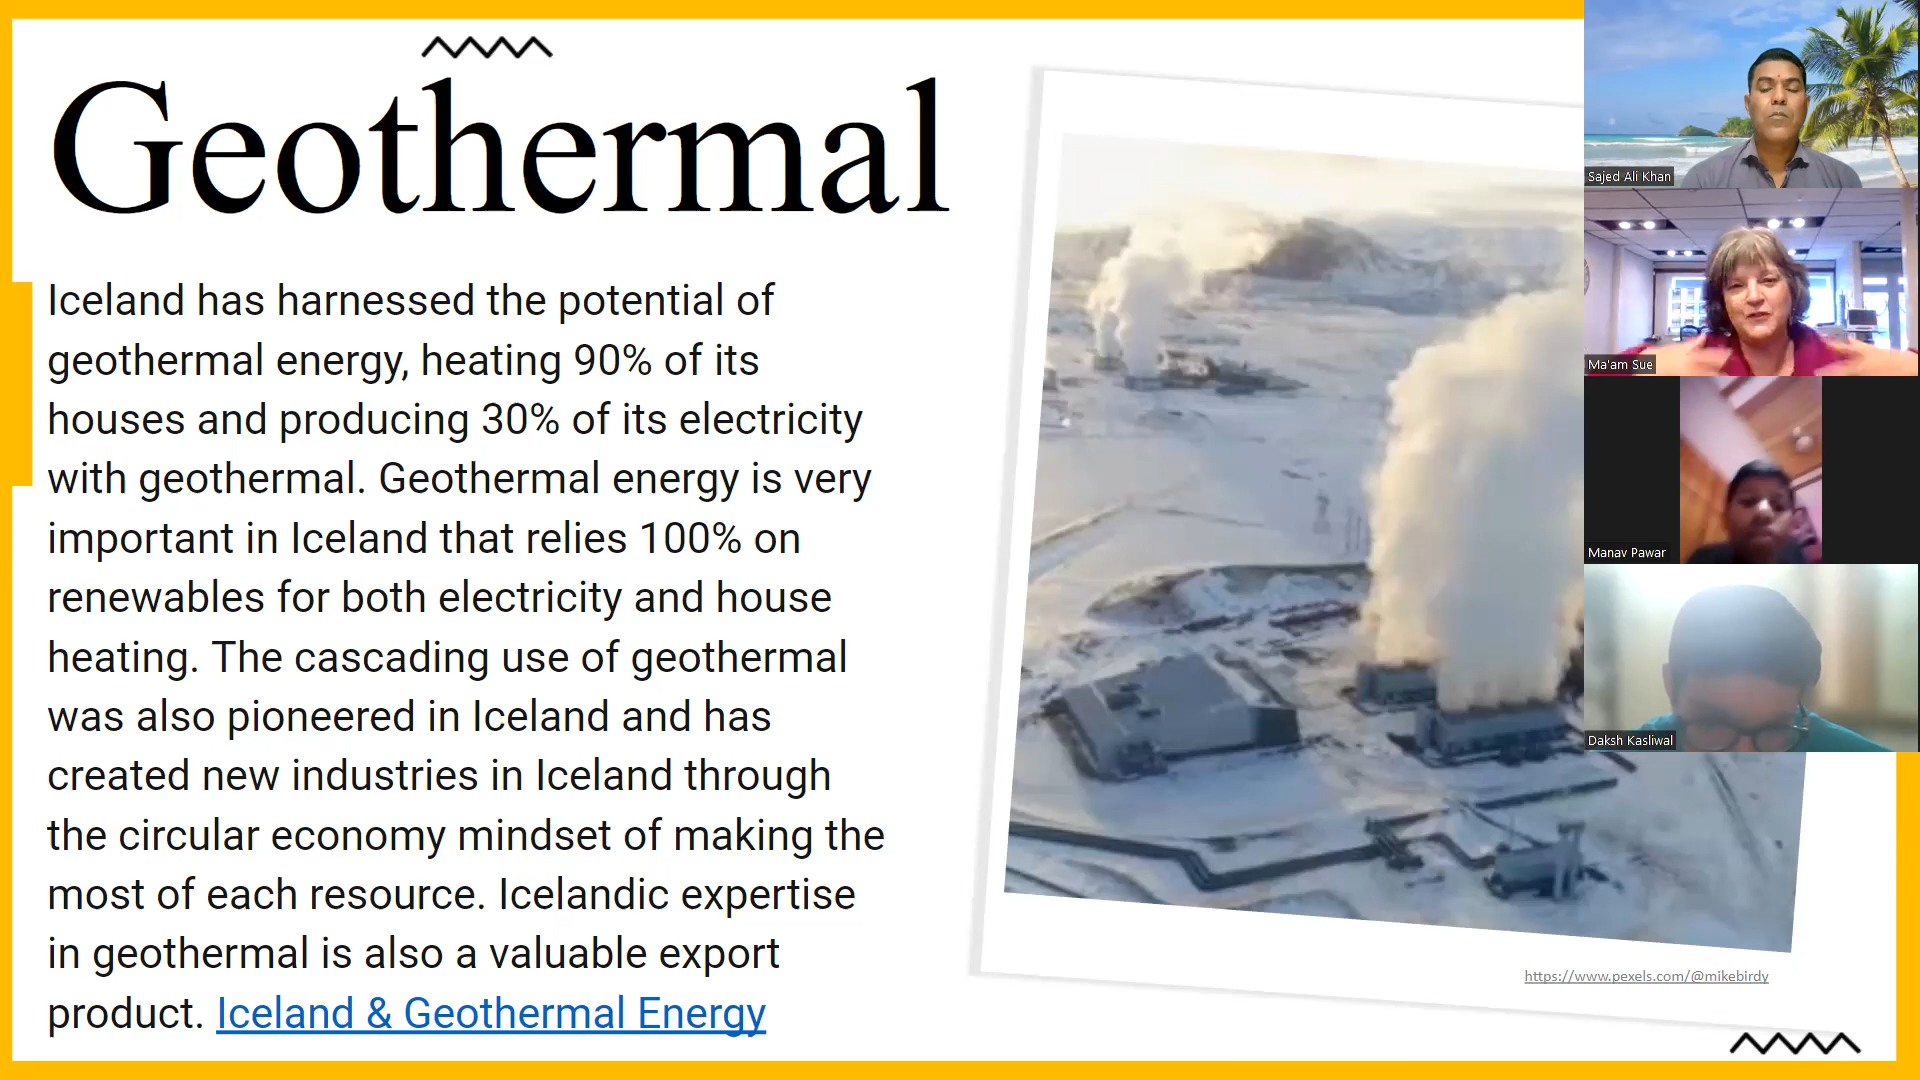 Geothermal
Iceland has harnessed the potential of
geothermal energy, heating 90% of its
houses and producing 30% of its electricity
with geothermal. Geothermal energy is very
important in Iceland that relies 100% on
renewables for both electricity and house
heating. The cascading use of geothermal
was also pioneered in Iceland and has
created new industries in Iceland through
the circular economy mindset of making the
most of each resource. Icelandic expertise
in geothermal is also a valuable export
product. Iceland & Geothermal Energy
https://www.pexels.com/@mikebirdy
Sajed Ali Khan
Ma'am Sue
Manav Pawar
Daksh Kasliwal